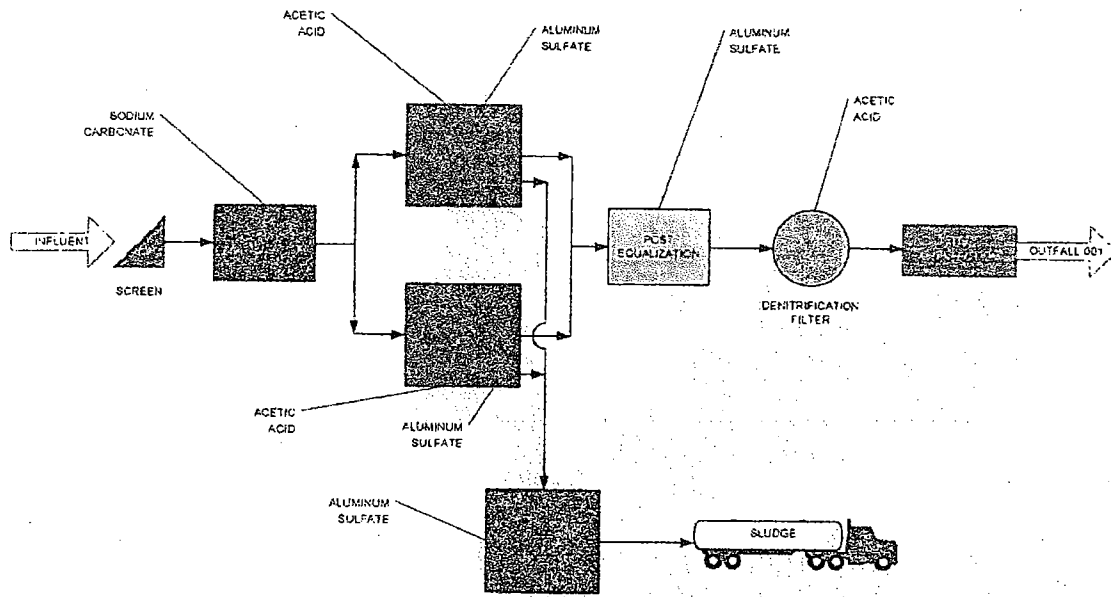 ACETIC
ACID
ALUMINUM
SULFATE
ALUMINUM
SULFATE
ACETIC
ACID
SODIUM
CARBONATE
INFLUENT
SCREEN
POST
EQUALIZATION
OUTFALL 001
DENITRIFICATION
FILTER
ACETIC
ACID
ALUMINUM
SULFATE
ALUMINUM
SULFATE
SLUDGE